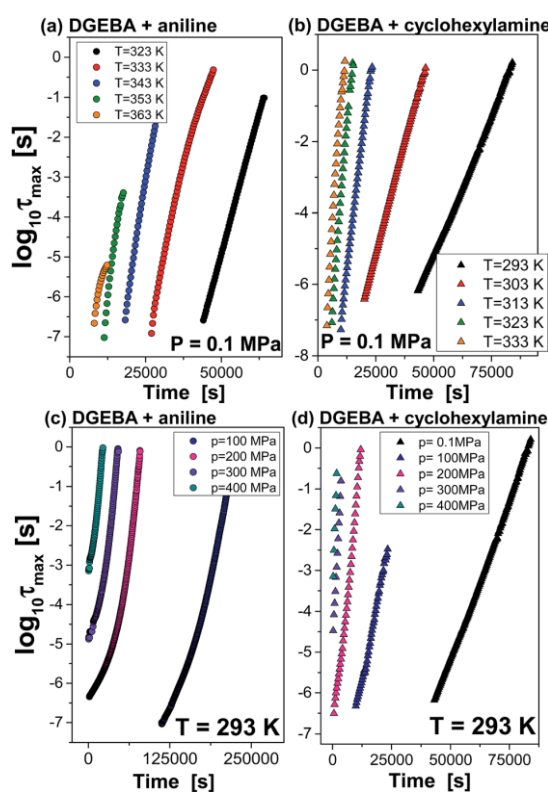 (a) DGEBA + aniline
T=323 K
T=333 K
T=343 K
T=353 K
T=363 K
0
-1
-2
-3
-4
-5
-6
-7
log₁₀τmax [s]
P = 0.1 MPa
0 25000 50000
Time [s]
(b) DGEBA + cyclohexylamine
0
-2
-4
-6
-8
T=293 K
T=303 K
T=313 K
T=323 K
T=333 K
P = 0.1 MPa
0 25000 50000 75000
Time [s]
(c) DGEBA + aniline
p=100 MPa
p=200 MPa
p=300 MPa
p=400 MPa
0
-1
-2
-3
-4
-5
-6
-7
log₁₀τmax [s]
T = 293 K
0 125000 250000
Time [s]
(d) DGEBA + cyclohexylamine
p= 0.1MPa
p= 100MPa
p= 200MPa
p= 300MPa
p= 400MPa
0
-1
-2
-3
-4
-5
-6
-7
T = 293 K
0 25000 50000 75000
Time [s]